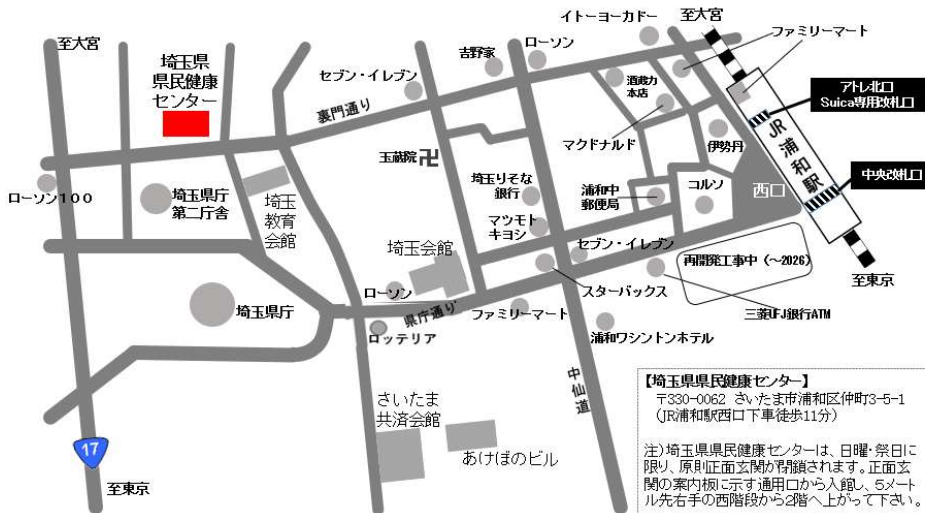 至大宮
埼玉県
県民健康
センター
セブン・イレブン
吉野家
ローソン
イトーヨーカドー
至大宮
ファミリーマート
酒蔵力
本店
マクドナルド
伊勢丹
アトレ北口
Suica専用改札口
JR浦和駅
中央改札口
裏門通り
玉蔵院
卍
ローソン100
埼玉県庁
第二庁舎
埼玉
教育
会館
埼玉りそな
銀行
マツモト
キヨシ
浦和中
郵便局
コルソ
西口
埼玉会館
セブン・イレブン
再開発工事中（～2026）
至東京
埼玉県庁
ローソン
県庁通り
スターバックス
ファミリーマート
三菱UFJ銀行ATM
ロッテリア
浦和ワシントンホテル
中仙道
さいたま
共済会館
あけぼのビル
17
至東京
【埼玉県県民健康センター】
〒330-0062 さいたま市浦和区仲町3-5-1
（JR浦和駅西口下車徒歩11分）
注）埼玉県県民健康センターは、日曜・祭日に
限り、原則正面玄関が閉鎖されます。正面玄
関の案内板に示す通用口から入館し、5メート
ル先右手の西階段から2階へ上がって下さい。